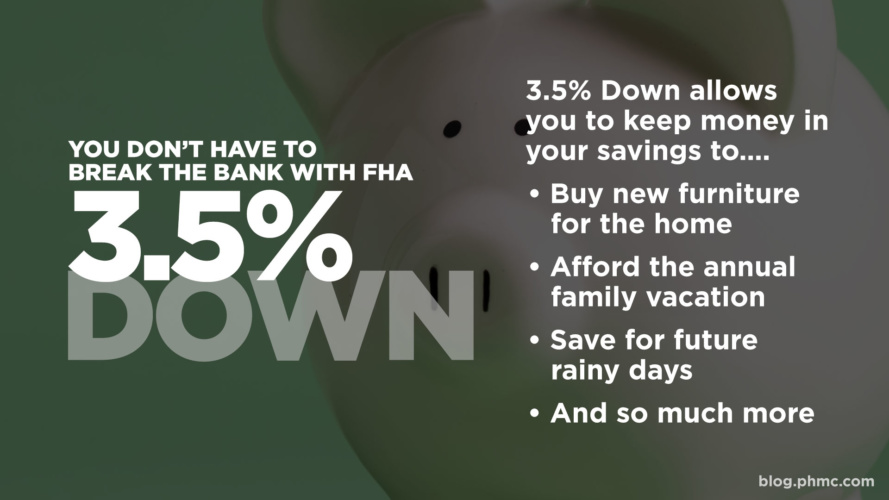 YOU DON'T HAVE TO
BREAK THE BANK WITH FHA
3.5%
DOWN
3.5% Down allows
you to keep money in
your savings to....
• Buy new furniture
for the home
• Afford the annual
family vacation
• Save for future
rainy days
• And so much more
blog.phmc.com